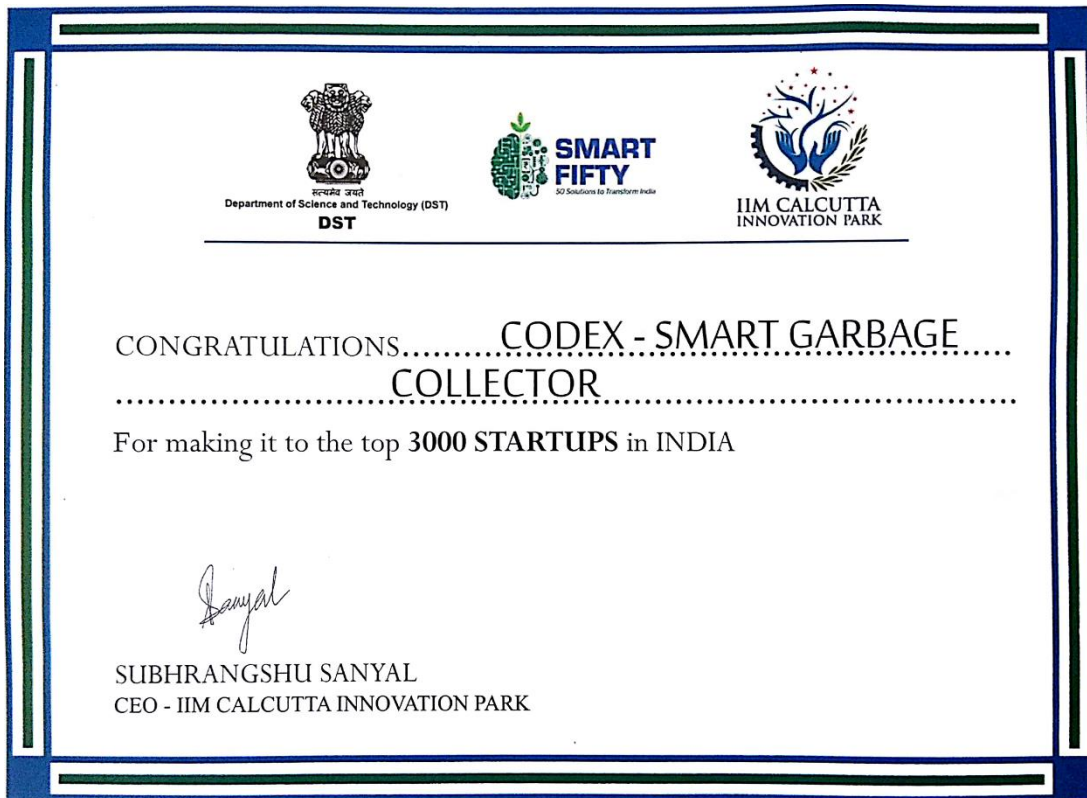 सत्यमेव जयते
Department of Science and Technology (DST)
DST
SMART
FIFTY
50 Solutions to Transform India
IIM CALCUTTA
INNOVATION PARK
CONGRATULATIONS.......CODEX - SMART GARBAGE.....
.......................COLLECTOR.......................................
For making it to the top 3000 STARTUPS in INDIA
Sanyal
SUBHRANGSHU SANYAL
CEO - IIM CALCUTTA INNOVATION PARK